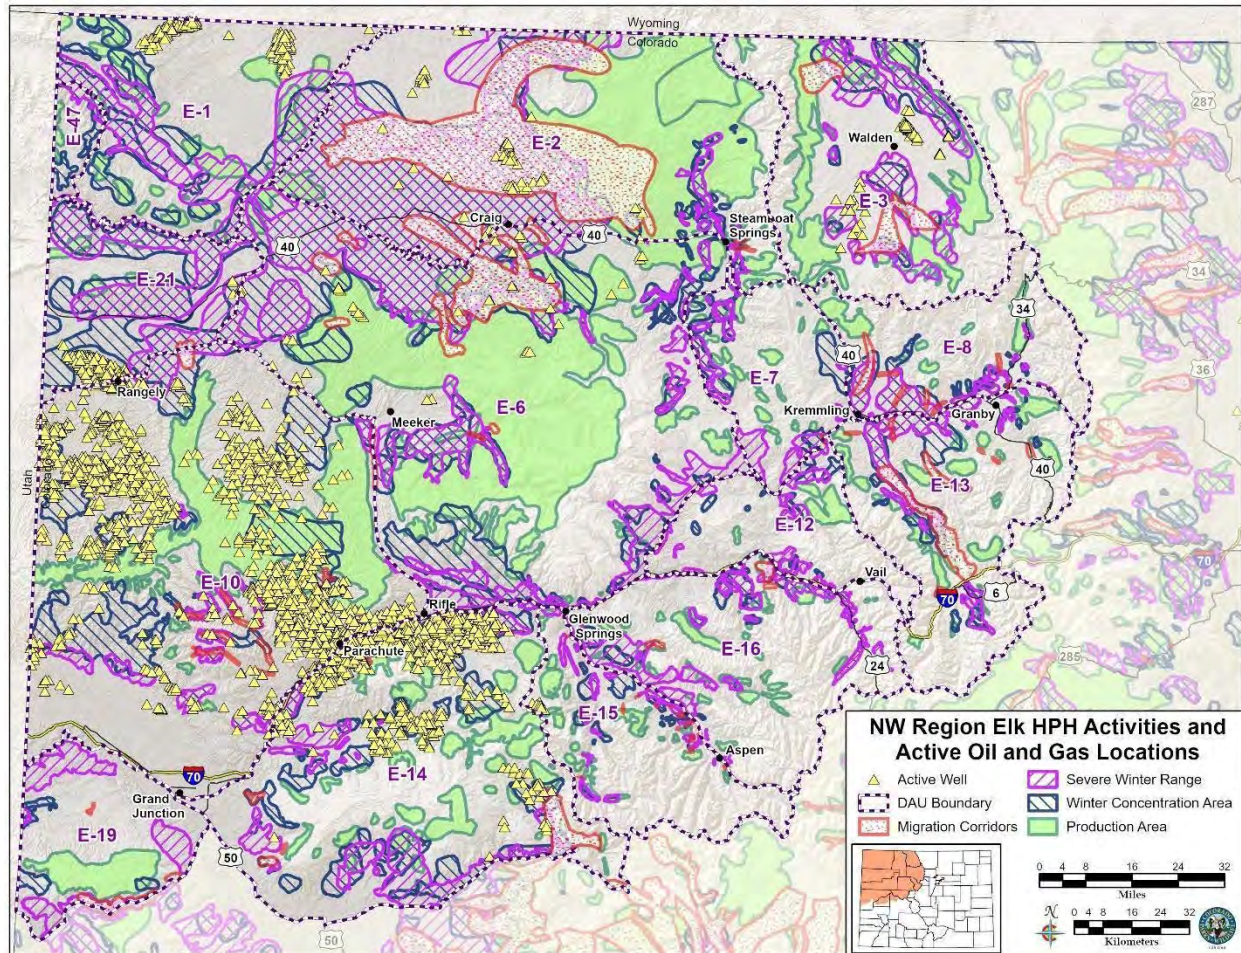 Wyoming
Colorado
287
E-1
E-47
E-2
Walden
E-3
Craig
40
Steamboat
Springs
40
34
E-21
34
E-8
36
40
E-7
Rangely
Meeker
E-6
Kremmling
Granby
40
Utah
E-13
E-12
70
E-10
Vail
Rifle
70
6
Glenwood
Springs
Parachute
E-16
24
285
E-15
Aspen
E-14
70
Grand
Junction
E-19
50
50
NW Region Elk HPH Activities and
Active Oil and Gas Locations
Active Well
Severe Winter Range
DAU Boundary
Winter Concentration Area
Migration Corridors
Production Area
0 4 8 16 24 32
Miles
N
0 4 8 16 24 32
Kilometers